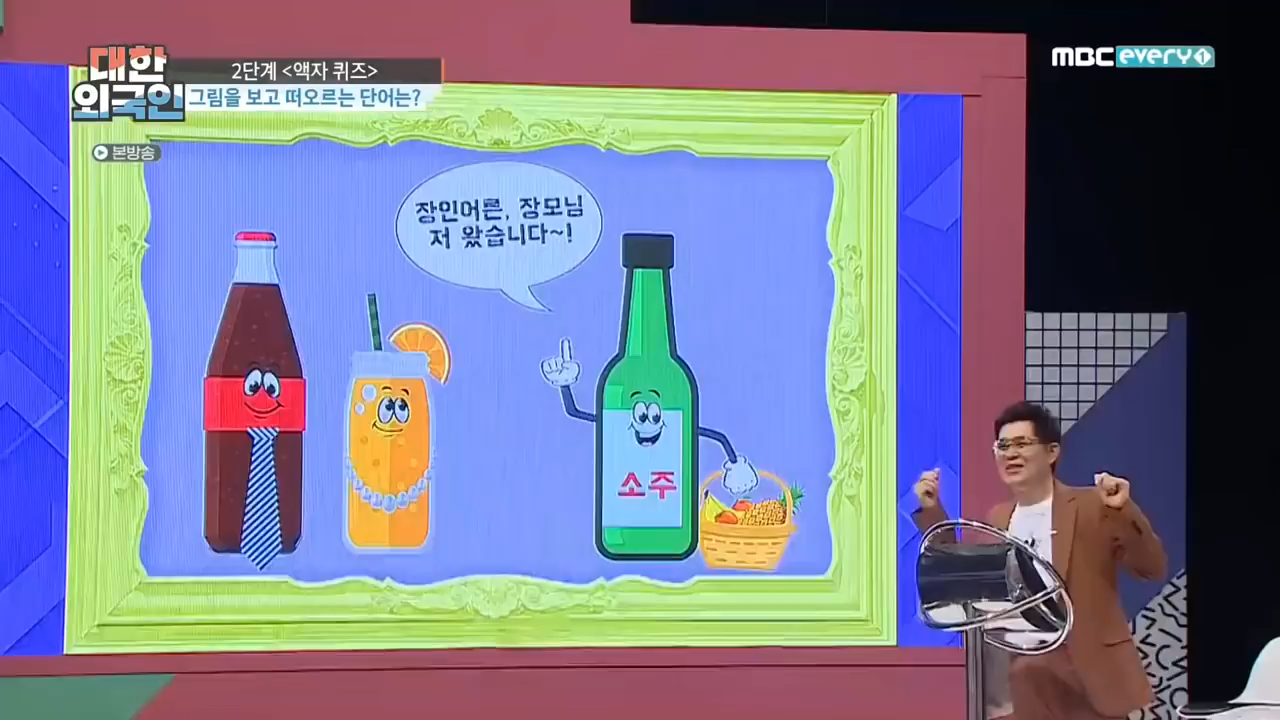 대한
외국인
2단계 <액자 퀴즈>
그림을 보고 떠오르는 단어는?
본방송
MBC every1
장인어른, 장모님
저 왔습니다~!
소주